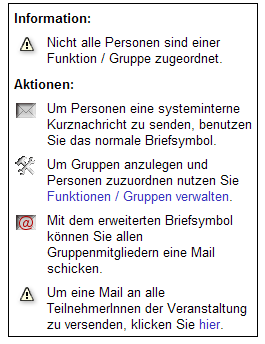 Information:
Nicht alle Personen sind einer
Funktion / Gruppe zugeordnet.
Aktionen:
Um Personen eine systeminterne
Kurznachricht zu senden, benutzen
Sie das normale Briefsymbol.
Um Gruppen anzulegen und
Personen zuzuordnen nutzen Sie
Funktionen / Gruppen verwalten.
@
Mit dem erweiterten Briefsymbol
können Sie allen
Gruppenmitgliedern eine Mail
schicken.
Um eine Mail an alle
TeilnehmerInnen der Veranstaltung
zu versenden, klicken Sie hier.